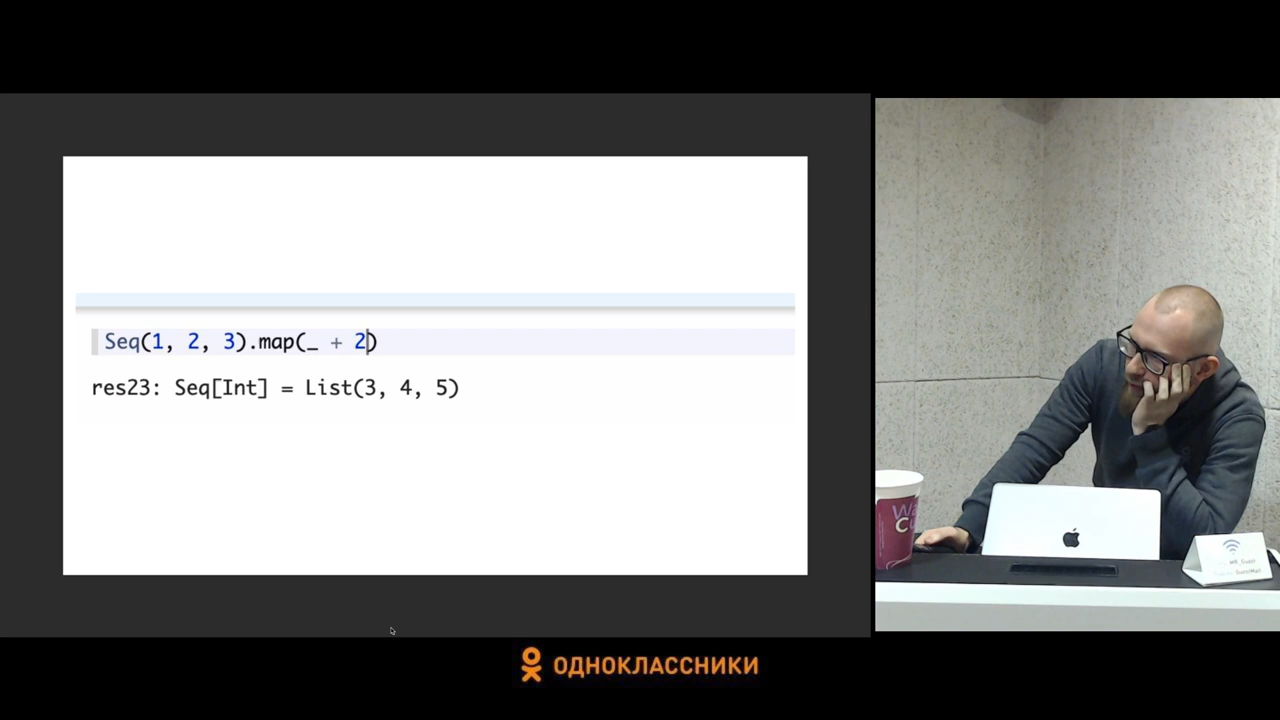 Seq(1, 2, 3).map(_ + 2)
res23: Seq[Int] = List(3, 4, 5)
ОДНОКЛАССНИКИ